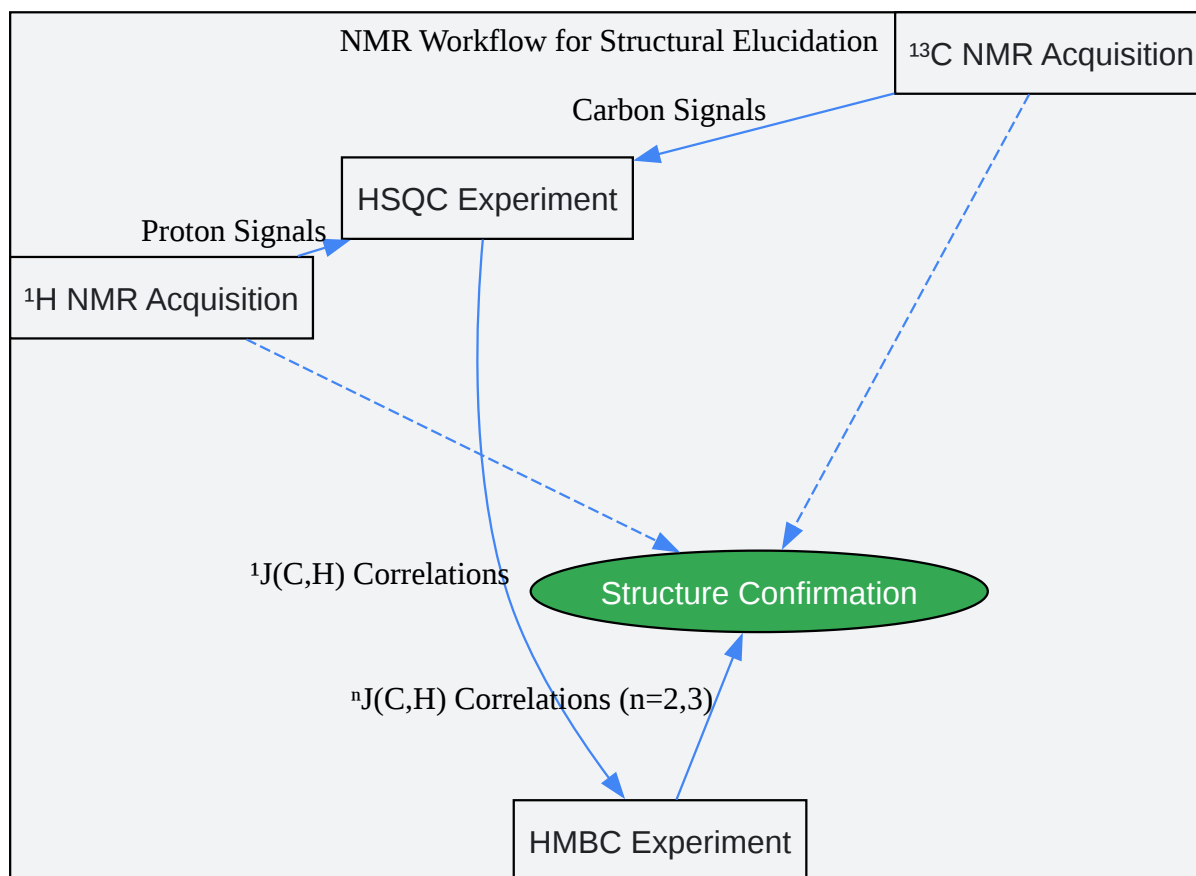 NMR Workflow for Structural Elucidation
¹³C NMR Acquisition
Carbon Signals
HSQC Experiment
Proton Signals
¹H NMR Acquisition
¹J(C,H) Correlations
Structure Confirmation
ⁿJ(C,H) Correlations (n=2,3)
HMBC Experiment